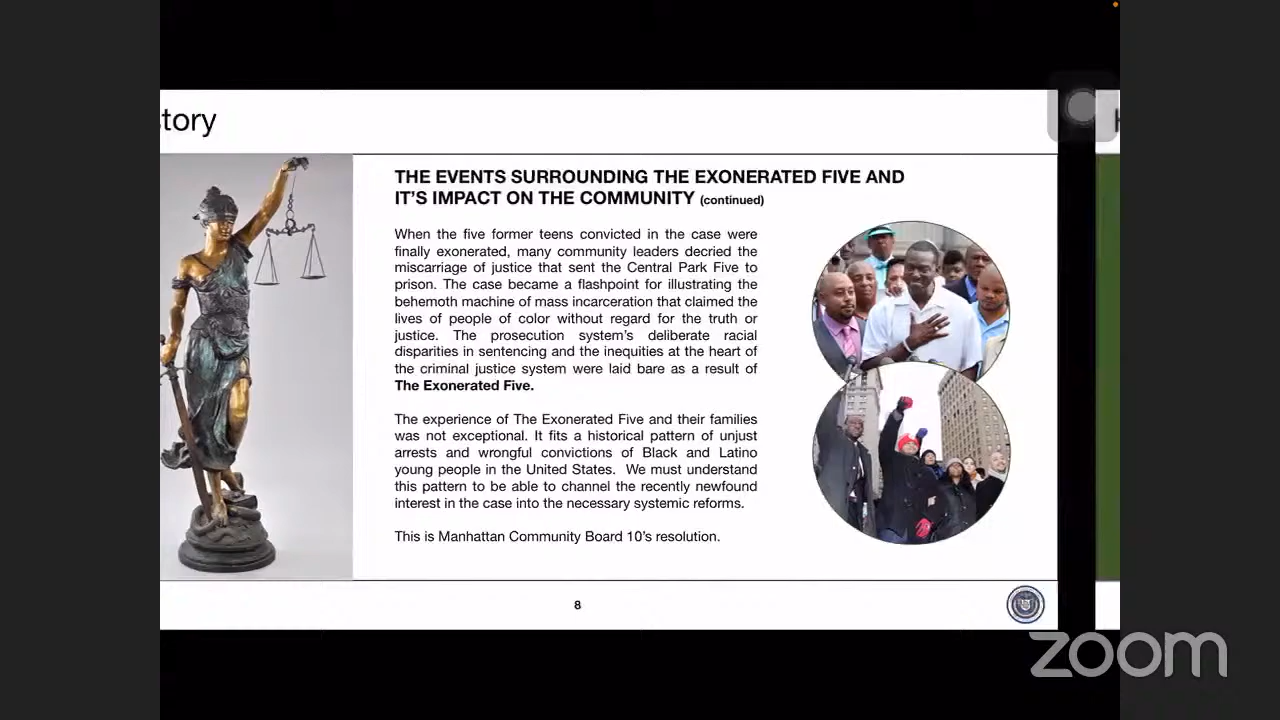 story
THE EVENTS SURROUNDING THE EXONERATED FIVE AND
IT'S IMPACT ON THE COMMUNITY (continued)
When the five former teens convicted in the case were
finally exonerated, many community leaders decried the
miscarriage of justice that sent the Central Park Five to
prison. The case became a flashpoint for illustrating the
behemoth machine of mass incarceration that claimed the
lives of people of color without regard for the truth or
justice. The prosecution system's deliberate racial
disparities in sentencing and the inequities at the heart of
the criminal justice system were laid bare as a result of
The Exonerated Five.
The experience of The Exonerated Five and their families
was not exceptional. It fits a historical pattern of unjust
arrests and wrongful convictions of Black and Latino
young people in the United States. We must understand
this pattern to be able to channel the recently newfound
interest in the case into the necessary systemic reforms.
This is Manhattan Community Board 10's resolution.
8
zoom